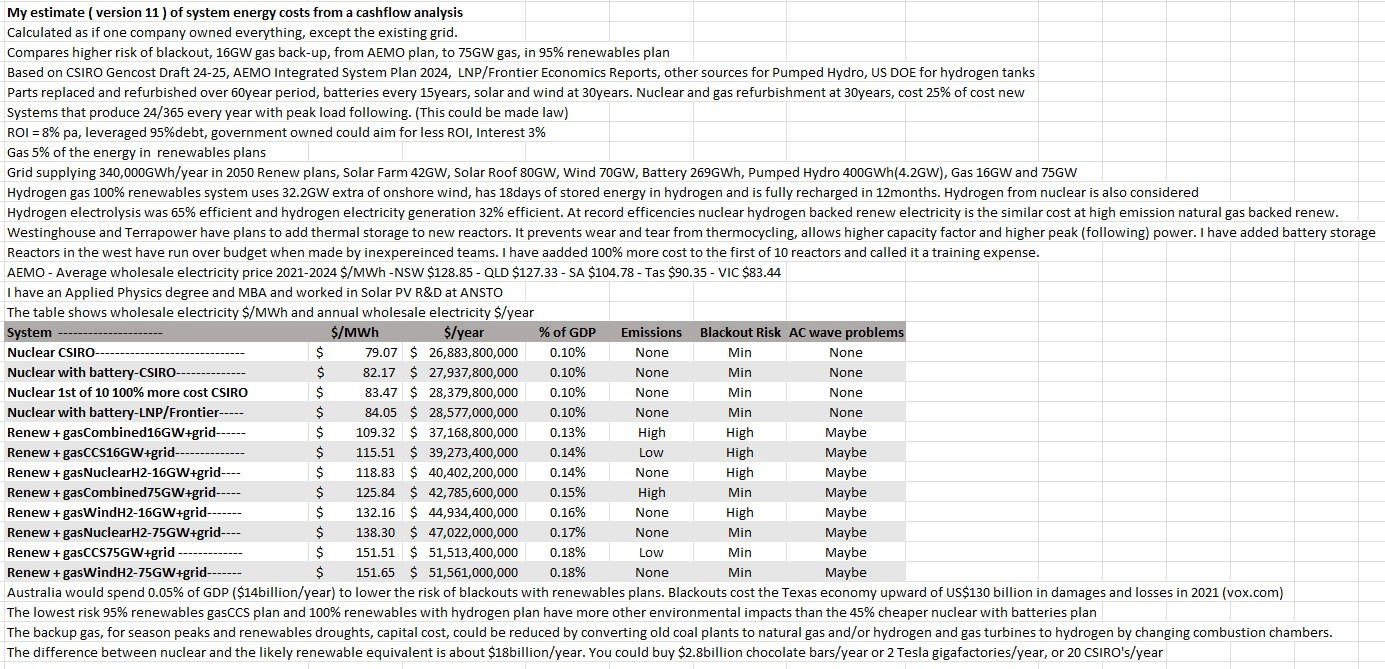 My estimate ( version 11 ) of system energy costs from a cashflow analysis
Calculated as if one company owned everything, except the existing grid.
Compares higher risk of blackout, 16GW gas back-up, from AEMO plan, to 75GW gas, in 95% renewables plan
Based on CSIRO Gencost Draft 24-25, AEMO Integrated System Plan 2024,  LNP/Frontier Economics Reports, other sources for Pumped Hydro, US DOE for hydrogen tanks
Parts replaced and refurbished over 60year period, batteries every 15years, solar and wind at 30years. Nuclear and gas refurbishment at 30years, cost 25% of cost new
Systems that produce 24/365 every year with peak load following. (This could be made law)
ROI = 8% pa, leveraged 95%debt, government owned could aim for less ROI, Interest 3%
Gas 5% of the energy in  renewables plans
Grid supplying 340,000GWh/year in 2050 Renew plans, Solar Farm 42GW, Solar Roof 80GW, Wind 70GW, Battery 269GWh, Pumped Hydro 400GWh(4.2GW), Gas 16GW and 75GW
Hydrogen gas 100% renewables system uses 32.2GW extra of onshore wind, has 18days of stored energy in hydrogen and is fully recharged in 12months. Hydrogen from nuclear is also considered
Hydrogen electrolysis was 65% efficient and hydrogen electricity generation 32% efficient. At record efficencies nuclear hydrogen backed renew electricity is the similar cost at high emission natural gas backed renew.
Westinghouse and Terrapower have plans to add thermal storage to new reactors. It prevents wear and tear from thermocycling, allows higher capacity factor and higher peak (following) power. I have added battery storage
Reactors in the west have run over budget when made by inexpereinced teams. I have aadded 100% more cost to the first of 10 reactors and called it a training expense.
AEMO - Average wholesale electricity price 2021-2024 $/MWh -NSW $128.85 - QLD $127.33 - SA $104.78 - Tas $90.35 - VIC $83.44
I have an Applied Physics degree and MBA and worked in Solar PV R&D at ANSTO
The table shows wholesale electricity $/MWh and annual wholesale electricity $/year
System --------------------- $/MWh $/year % of GDP Emissions Blackout Risk AC wave problems
Nuclear CSIRO------------------------------ $ 79.07 $ 26,883,800,000 0.10% None Min None
Nuclear with battery-CSIRO-------------- $ 82.17 $ 27,937,800,000 0.10% None Min None
Nuclear 1st of 10 100% more cost CSIRO $ 83.47 $ 28,379,800,000 0.10% None Min None
Nuclear with battery-LNP/Frontier----- $ 84.05 $ 28,577,000,000 0.10% None Min None
Renew + gasCombined16GW+grid------ $ 109.32 $ 37,168,800,000 0.13% High High Maybe
Renew + gasCCS16GW+grid-------------- $ 115.51 $ 39,273,400,000 0.14% Low High Maybe
Renew + gasNuclearH2-16GW+grid---- $ 118.83 $ 40,402,200,000 0.14% None High Maybe
Renew + gasCombined75GW+grid----- $ 125.84 $ 42,785,600,000 0.15% High Min Maybe
Renew + gasWindH2-16GW+grid------- $ 132.16 $ 44,934,400,000 0.16% None High Maybe
Renew + gasNuclearH2-75GW+grid---- $ 138.30 $ 47,022,000,000 0.17% None Min Maybe
Renew + gasCCS75GW+grid ------------- $ 151.51 $ 51,513,400,000 0.18% Low Min Maybe
Renew + gasWindH2-75GW+grid------- $ 151.65 $ 51,561,000,000 0.18% None Min Maybe
Australia would spend 0.05% of GDP ($14billion/year) to lower the risk of blackouts with renewables plans. Blackouts cost the Texas economy upward of US$130 billion in damages and losses in 2021 (vox.com)
The lowest risk 95% renewables gasCCS plan and 100% renewables with hydrogen plan have more other environmental impacts than the 45% cheaper nuclear with batteries plan
The backup gas, for season peaks and renewables droughts, capital cost, could be reduced by converting old coal plants to natural gas and/or hydrogen and gas turbines to hydrogen by changing combustion chambers.
The difference between nuclear and the likely renewable equivalent is about $18billion/year. You could buy $2.8billion chocolate bars/year or 2 Tesla gigafactories/year, or 20 CSIRO's/year